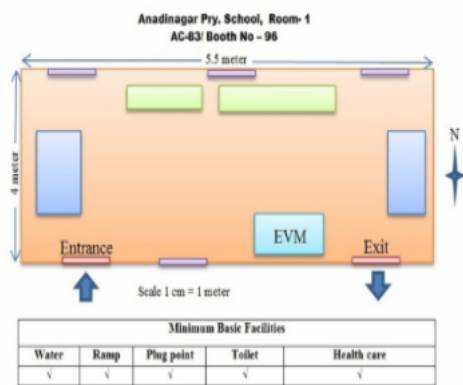 Anadinagar Pry. School, Room- 1
AC-83/ Booth No – 96
5.5 meter
4 meter
N
EVM
Entrance
Exit
Scale 1 cm = 1 meter
Minimum Basic Facilities
Water Ramp Plug point Toilet Health care
√ √ √ √ √